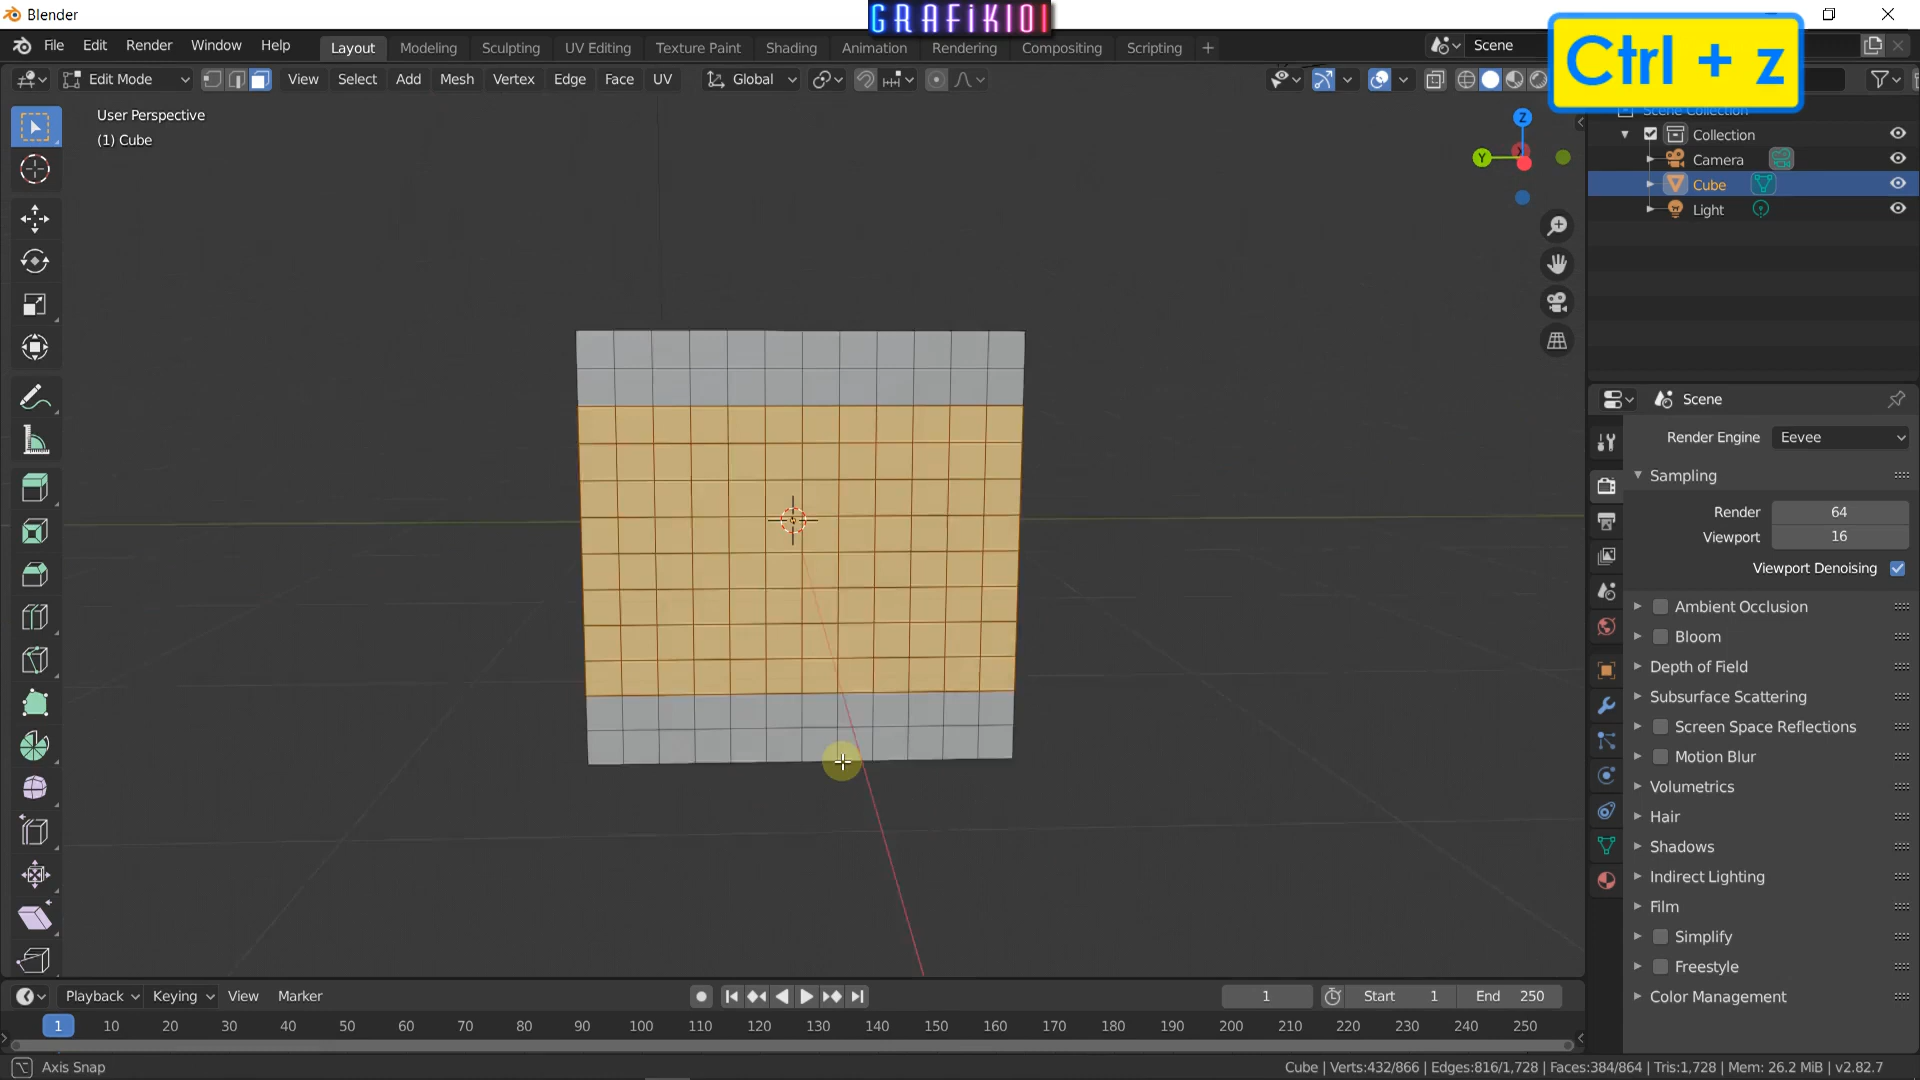 Blender
GRAFiK101
Ctrl + z
File Edit Render Window Help
Layout Modeling Sculpting UV Editing Texture Paint Shading Animation Rendering Compositing Scripting +
Scene
Edit Mode View Select Add Mesh Vertex Edge Face UV Global
User Perspective
(1) Cube
Z
Y
Scene Collection
Collection
Camera
Cube
Light
Scene
Render Engine Eevee
Sampling
Render 64
Viewport 16
Viewport Denoising
Ambient Occlusion
Bloom
Depth of Field
Subsurface Scattering
Screen Space Reflections
Motion Blur
Volumetrics
Hair
Shadows
Indirect Lighting
Film
Simplify
Freestyle
Color Management
Playback Keying View Marker 1 Start 1 End 250
1 10 20 30 40 50 60 70 80 90 100 110 120 130 140 150 160 170 180 190 200 210 220 230 240 250
Axis Snap
Cube | Verts:432/866 | Edges:816/1,728 | Faces:384/864 | Tris:1,728 | Mem: 26.2 MiB | v2.82.7